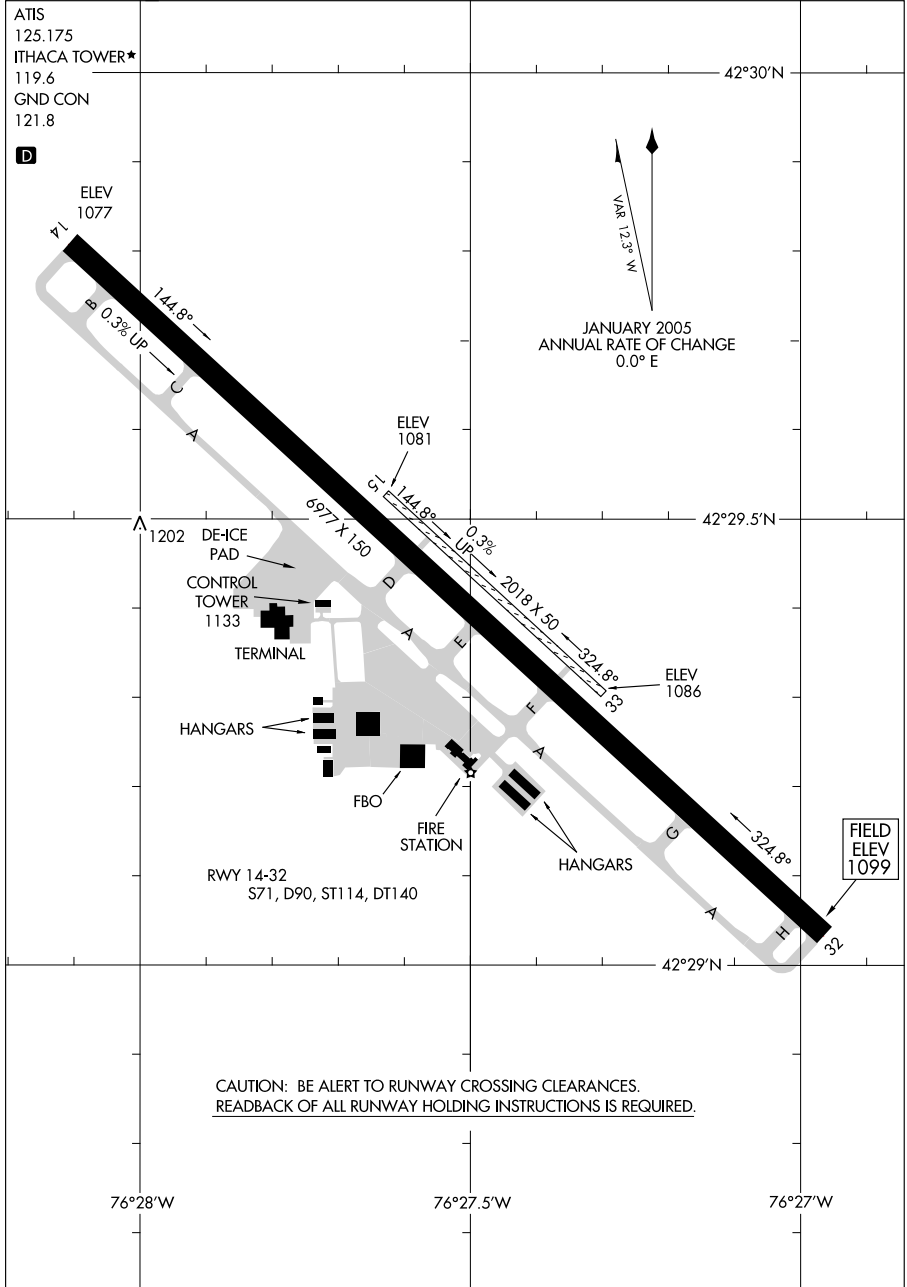 ATIS
125.175
ITHACA TOWER★
119.6
GND CON
121.8
D
42°30'N
ELEV
1077
14
VAR 12.3° W
JANUARY 2005
ANNUAL RATE OF CHANGE
0.0° E
144.8°
B
0.3% UP
C
A
ELEV
1081
15
144.8°
0.3%
UP
42°29.5'N
6977 X 150
2018 X 50
1202
DE-ICE
PAD
CONTROL
TOWER
1133
TERMINAL
D
A
E
324.8°
ELEV
1086
33
F
HANGARS
A
FBO
FIRE
STATION
HANGARS
G
324.8°
FIELD
ELEV
1099
RWY 14-32
S71, D90, ST114, DT140
A
H
32
42°29'N
CAUTION: BE ALERT TO RUNWAY CROSSING CLEARANCES.
READBACK OF ALL RUNWAY HOLDING INSTRUCTIONS IS REQUIRED.
76°28'W
76°27.5'W
76°27'W